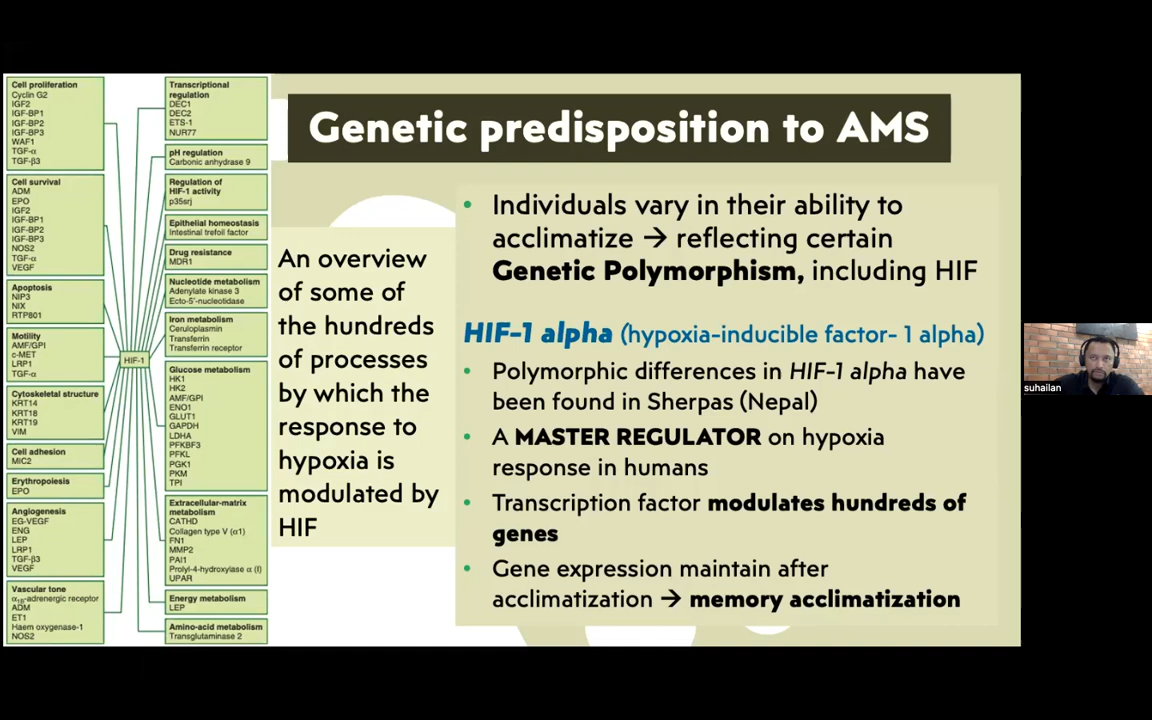 Genetic predisposition to AMS
Cell proliferation
Cyclin G2
IGF2
IGF-BP1
IGF-BP2
IGF-BP3
WAF1
TGF-α
TGF-β3
Cell survival
ADM
EPO
IGF2
IGF-BP1
IGF-BP2
IGF-BP3
NOS2
TGF-α
VEGF
Apoptosis
NIP3
NIX
RTP801
Motility
AMF/GPI
c-MET
LRP1
TGF-α
Cytoskeletal structure
KRT14
KRT18
KRT19
VIM
Cell adhesion
MIC2
Erythropoiesis
EPO
Angiogenesis
EG-VEGF
ENG
LEP
LRP1
TGF-β3
VEGF
Vascular tone
α1B-adrenergic receptor
ADM
ET1
Haem oxygenase-1
NOS2
HIF-1
Transcriptional
regulation
DEC1
DEC2
ETS-1
NUR77
pH regulation
Carbonic anhydrase 9
Regulation of
HIF-1 activity
p35srj
Epithelial homeostasis
Intestinal trefoil factor
Drug resistance
MDR1
Nucleotide metabolism
Adenylate kinase 3
Ecto-5'-nucleotidase
Iron metabolism
Ceruloplasmin
Transferrin
Transferrin receptor
Glucose metabolism
HK1
HK2
AMF/GPI
ENO1
GLUT1
GAPDH
LDHA
PFKBF3
PFKL
PGK1
PKM
TPI
Extracellular-matrix
metabolism
CATHD
Collagen type V (α1)
FN1
MMP2
PAI1
Prolyl-4-hydroxylase α (I)
UPAR
Energy metabolism
LEP
Amino-acid metabolism
Transglutaminase 2
An overview
of some of
the hundreds
of processes
by which the
response to
hypoxia is
modulated by
HIF
• Individuals vary in their ability to
acclimatize → reflecting certain
Genetic Polymorphism, including HIF
HIF-1 alpha (hypoxia-inducible factor- 1 alpha)
• Polymorphic differences in HIF-1 alpha have
been found in Sherpas (Nepal)
• A MASTER REGULATOR on hypoxia
response in humans
• Transcription factor modulates hundreds of
genes
• Gene expression maintain after
acclimatization → memory acclimatization
suhailan